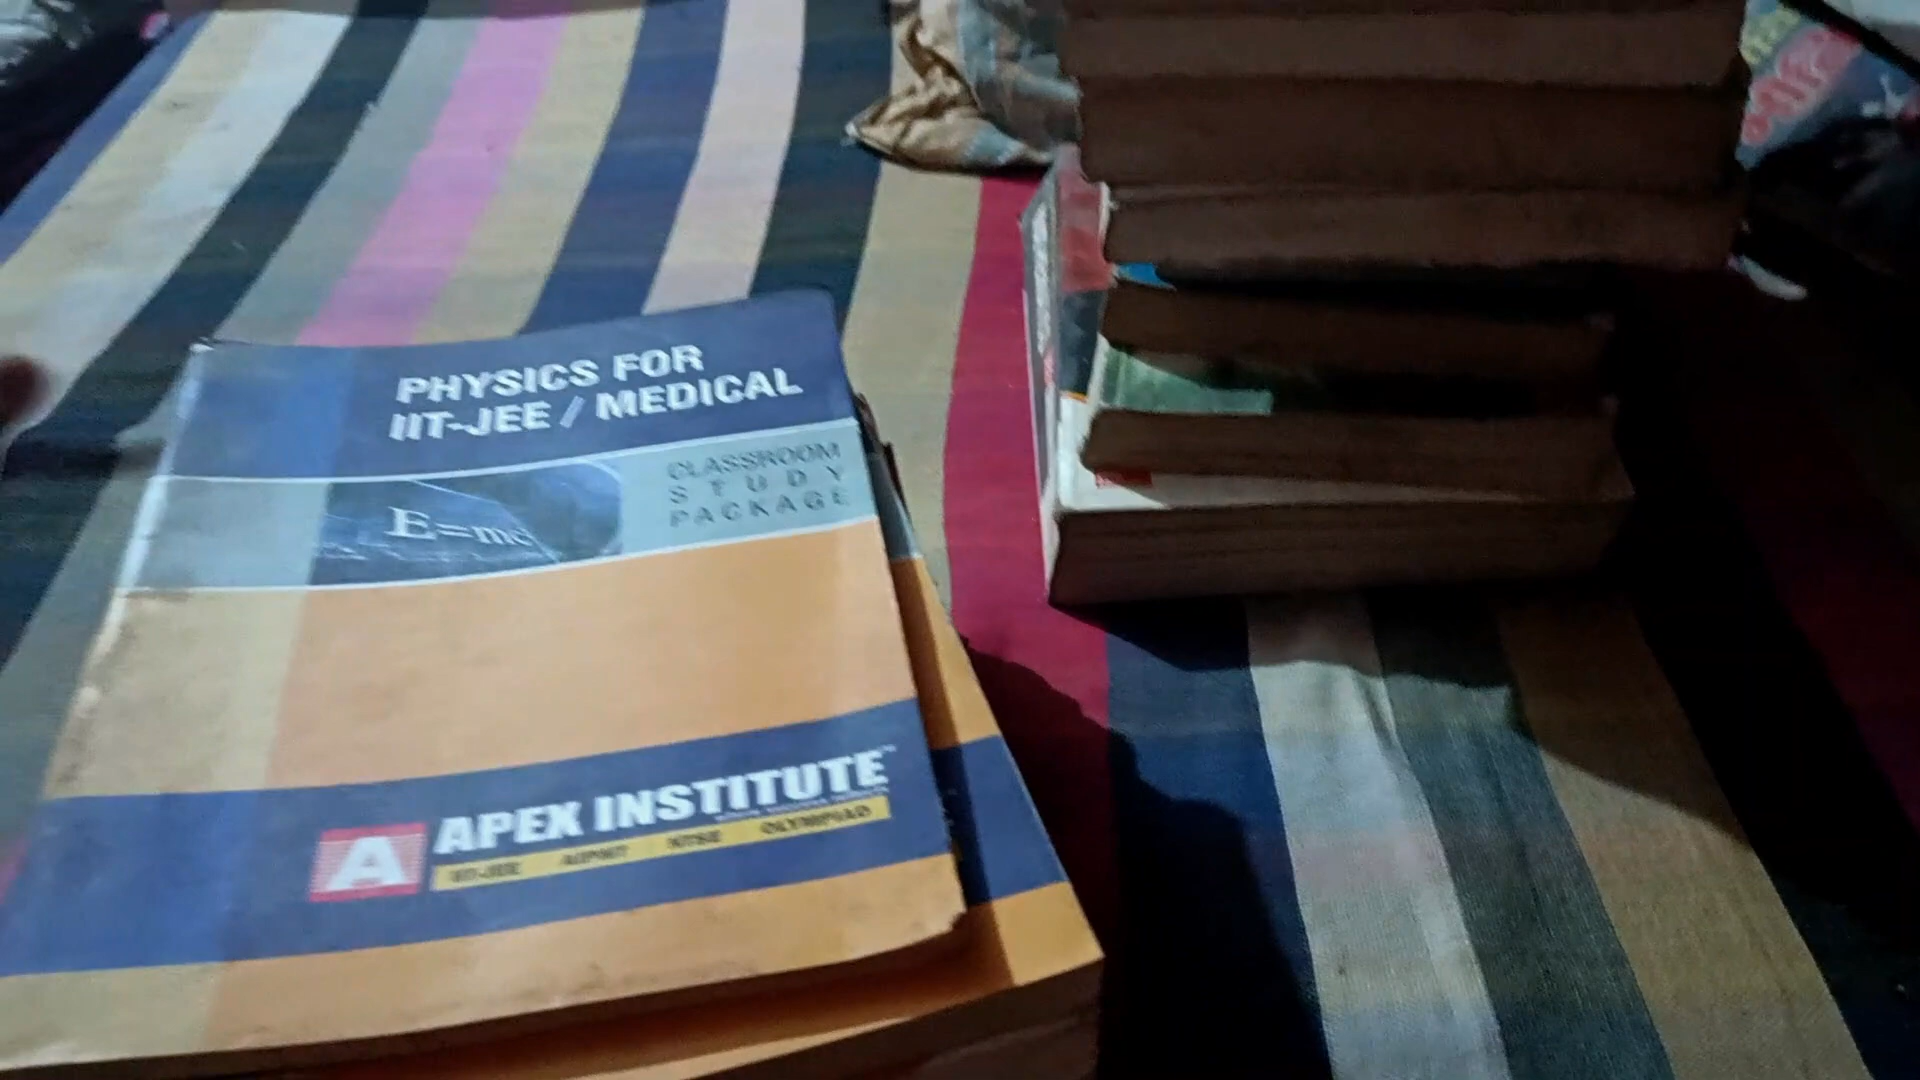 PHYSICS FOR
IIT-JEE / MEDICAL
CLASSROOM
STUDY
PACKAGE
E=mc
APEX INSTITUTE™
IIT-JEE AIPMT NTSE OLYMPIAD
A